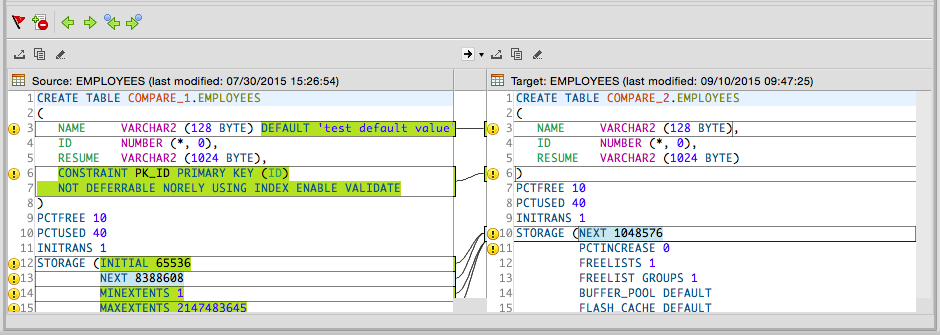 Source: EMPLOYEES (last modified: 07/30/2015 15:26:54)
1 CREATE TABLE COMPARE_1.EMPLOYEES
2 (
3 NAME VARCHAR2 (128 BYTE) DEFAULT 'test default value
4 ID NUMBER (*, 0),
5 RESUME VARCHAR2 (1024 BYTE),
6 CONSTRAINT PK_ID PRIMARY KEY (ID)
7 NOT DEFERRABLE NORELY USING INDEX ENABLE VALIDATE
8 )
9 PCTFREE 10
10 PCTUSED 40
11 INITRANS 1
12 STORAGE (INITIAL 65536
13 NEXT 8388608
14 MINEXTENTS 1
15 MAXEXTENTS 2147483645
Target: EMPLOYEES (last modified: 09/10/2015 09:47:25)
1 CREATE TABLE COMPARE_2.EMPLOYEES
2 (
3 NAME VARCHAR2 (128 BYTE),
4 ID NUMBER (*, 0),
5 RESUME VARCHAR2 (1024 BYTE)
6 )
7 PCTFREE 10
8 PCTUSED 40
9 INITRANS 1
10 STORAGE (NEXT 1048576
11 PCTINCREASE 0
12 FREELISTS 1
13 FREELIST GROUPS 1
14 BUFFER_POOL DEFAULT
15 FLASH_CACHE DEFAULT